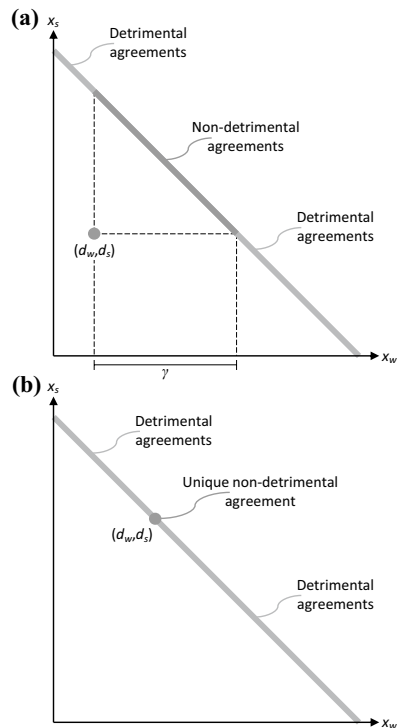 (a)
x_s
Detrimental
agreements
Non-detrimental
agreements
Detrimental
agreements
(d_w,d_s)
x_w
γ
(b)
x_s
Detrimental
agreements
Unique non-detrimental
agreement
(d_w,d_s)
Detrimental
agreements
x_w